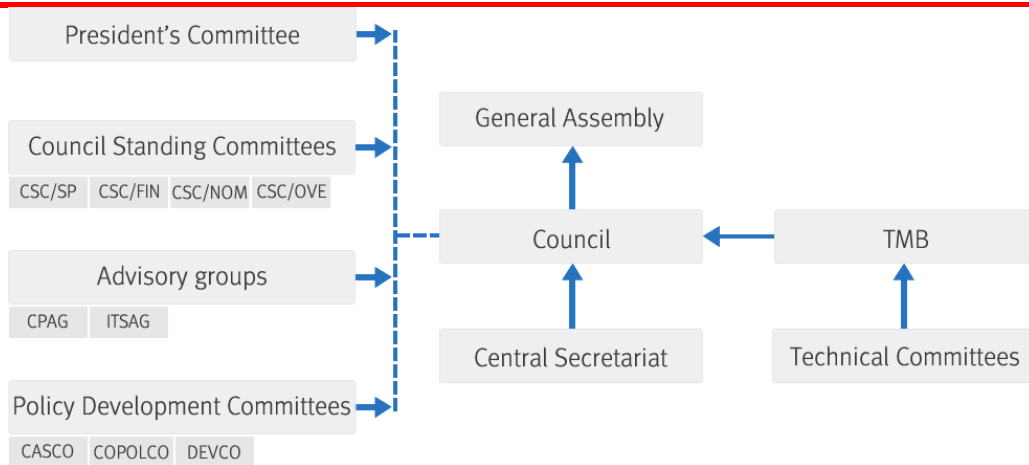 President's Committee
General Assembly
Council Standing Committees
CSC/SP CSC/FIN CSC/NOM CSC/OVE
Council
TMB
Advisory groups
CPAG ITSAG
Central Secretariat
Technical Committees
Policy Development Committees
CASCO COPOLCO DEVCO